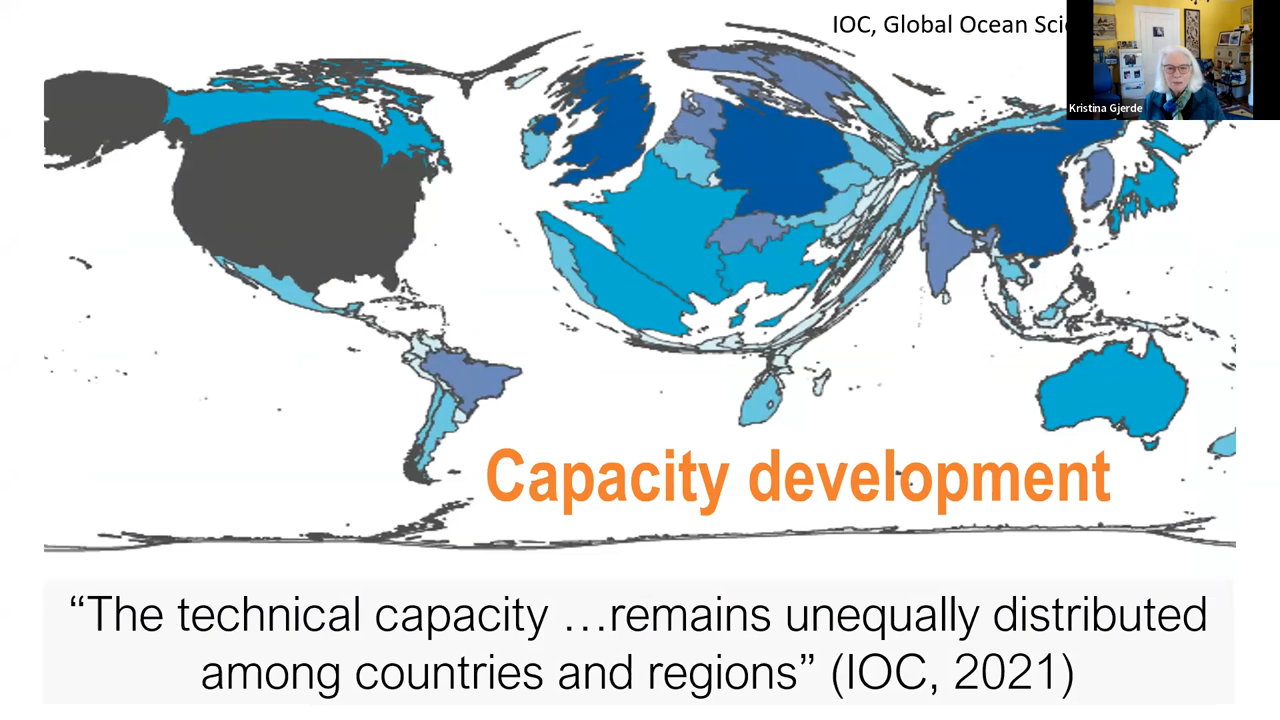 IOC, Global Ocean
Kristina Gjerde
Capacity development
“The technical capacity …remains unequally distributed
among countries and regions” (IOC, 2021)